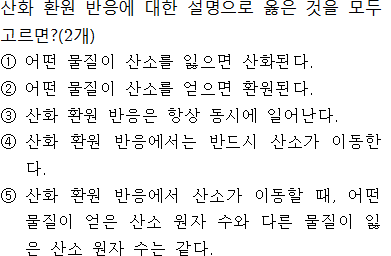 산화 환원 반응에 대한 설명으로 옳은 것을 모두
고르면?(2개)
① 어떤 물질이 산소를 잃으면 산화된다.
② 어떤 물질이 산소를 얻으면 환원된다.
③ 산화 환원 반응은 항상 동시에 일어난다.
④ 산화 환원 반응에서는 반드시 산소가 이동한
다.
⑤ 산화 환원 반응에서 산소가 이동할 때, 어떤
물질이 얻은 산소 원자 수와 다른 물질이 잃
은 산소 원자 수는 같다.